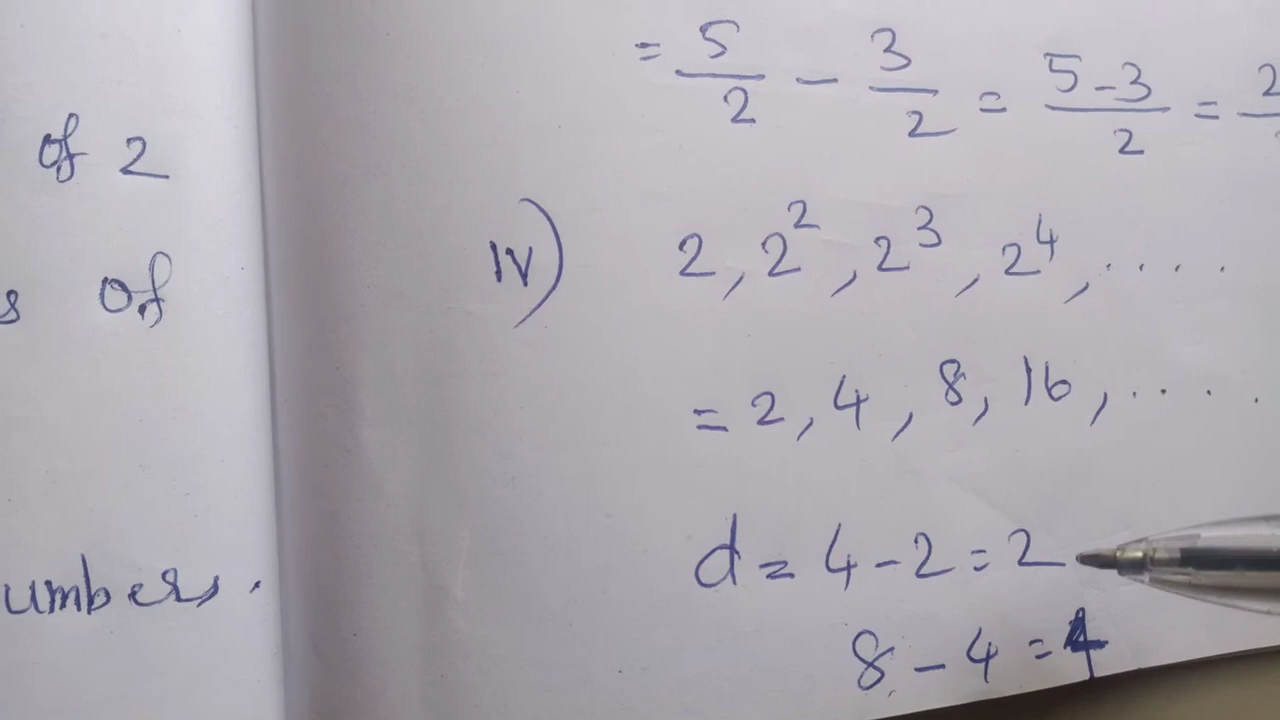 of 2
s of
umbers.
= 5/2 - 3/2 = 5-3/2 = 2
IV) 2, 2², 2³, 2⁴, .....
= 2, 4, 8, 16, .....
d = 4 - 2 = 2
8 - 4 = 4